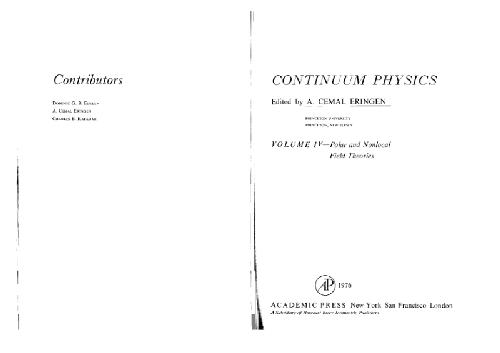 Contributors
DOMINIC G. B. EDELEN
A. CEMAL ERINGEN
CHARLES B. KAFADAR
CONTINUUM PHYSICS
Edited by A. CEMAL ERINGEN
PRINCETON UNIVERSITY
PRINCETON, NEW JERSEY
VOLUME IV—Polar and Nonlocal
Field Theories
AP 1976
ACADEMIC PRESS New York San Francisco London
A Subsidiary of Harcourt Brace Jovanovich, Publishers